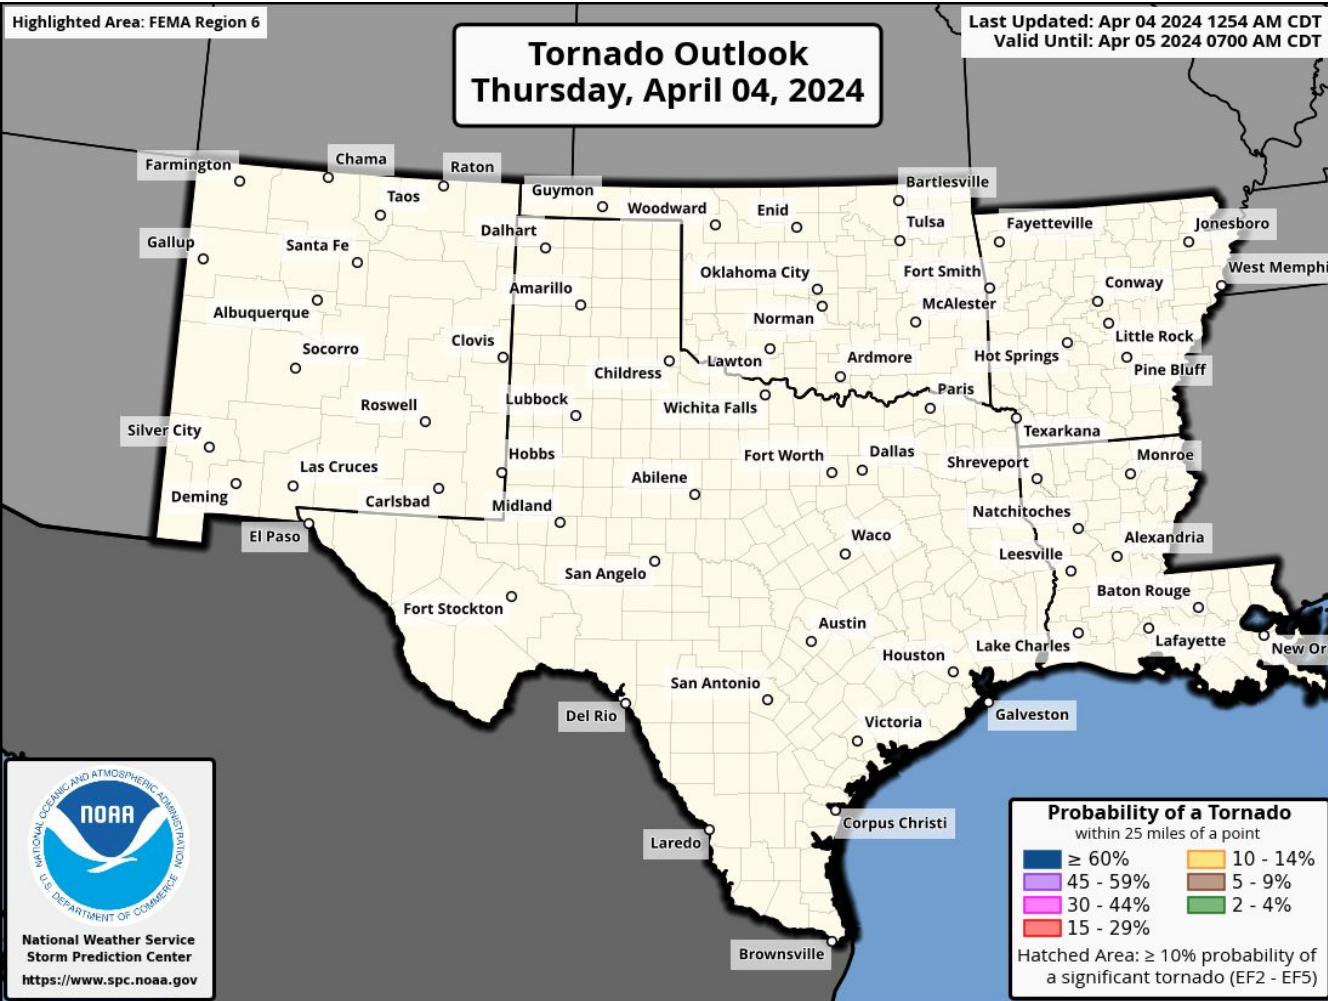 Highlighted Area: FEMA Region 6
Last Updated: Apr 04 2024 1254 AM CDT
Valid Until: Apr 05 2024 0700 AM CDT
Tornado Outlook
Thursday, April 04, 2024
Farmington
Chama
Raton
Taos
Guymon
Woodward
Enid
Bartlesville
Tulsa
Fayetteville
Jonesboro
Gallup
Santa Fe
Dalhart
Oklahoma City
Fort Smith
West Memphi
Conway
Albuquerque
Amarillo
Norman
McAlester
Little Rock
Socorro
Clovis
Childress
Lawton
Ardmore
Hot Springs
Pine Bluff
Roswell
Lubbock
Wichita Falls
Paris
Texarkana
Silver City
Las Cruces
Hobbs
Abilene
Fort Worth
Dallas
Shreveport
Monroe
Deming
Carlsbad
Midland
Natchitoches
El Paso
San Angelo
Waco
Leesville
Alexandria
Fort Stockton
Baton Rouge
Austin
Houston
Lake Charles
Lafayette
New Or
San Antonio
Del Rio
Victoria
Galveston
Laredo
Corpus Christi
Brownsville
NATIONAL OCEANIC AND ATMOSPHERIC ADMINISTRATION
NOAA
U.S. DEPARTMENT OF COMMERCE
National Weather Service
Storm Prediction Center
https://www.spc.noaa.gov
Probability of a Tornado
within 25 miles of a point
≥ 60%
45 - 59%
30 - 44%
15 - 29%
10 - 14%
5 - 9%
2 - 4%
Hatched Area: ≥ 10% probability of
a significant tornado (EF2 - EF5)